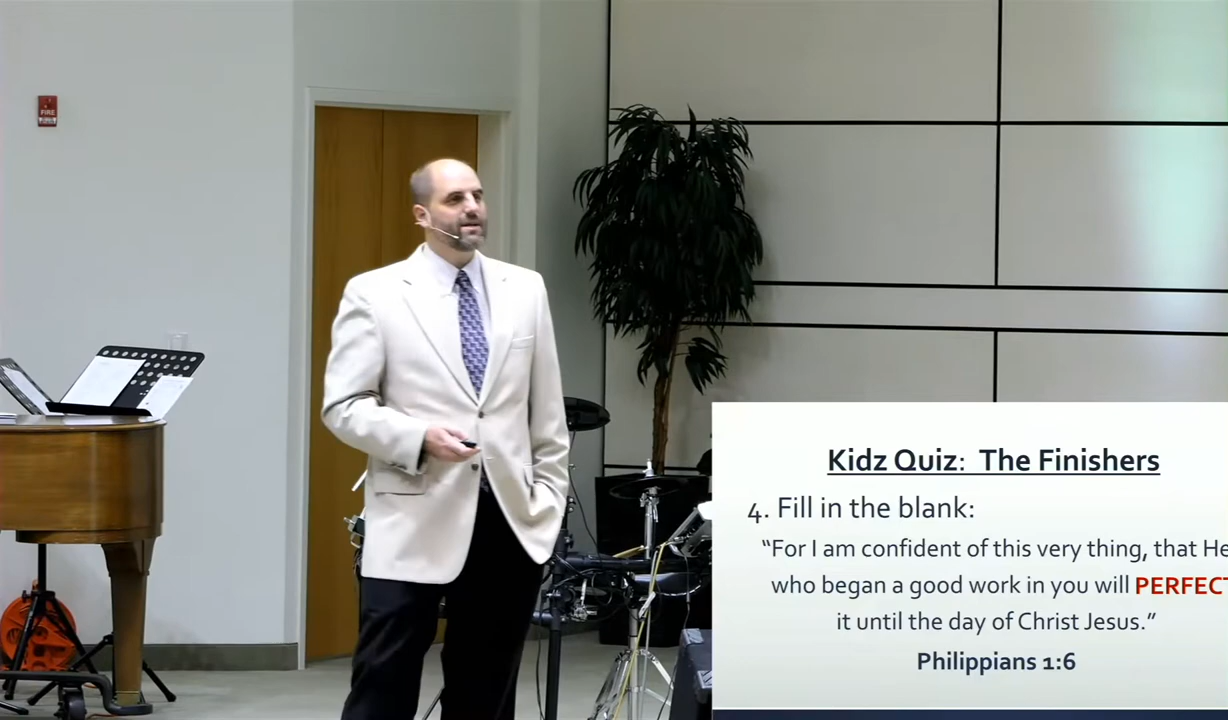 FIRE
Kidz Quiz: The Finishers
4. Fill in the blank:
“For I am confident of this very thing, that He
who began a good work in you will PERFECT
it until the day of Christ Jesus.”
Philippians 1:6